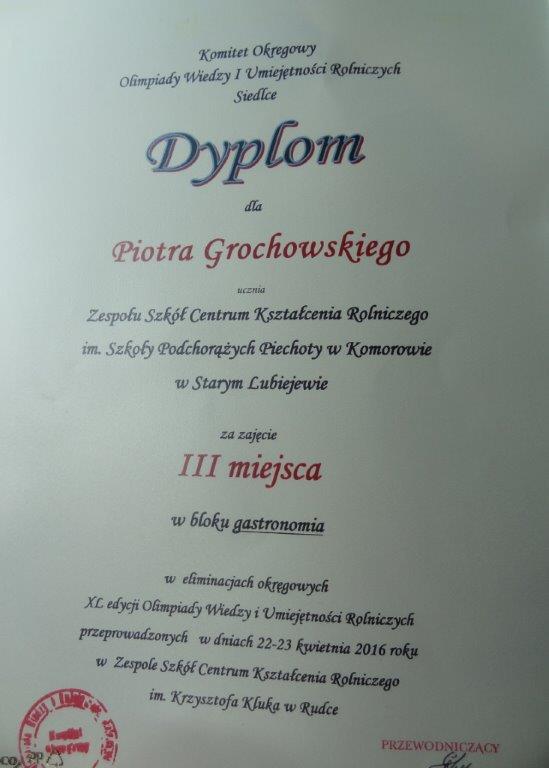 Komitet Okręgowy
Olimpiady Wiedzy I Umiejętności Rolniczych
Siedlce
Dyplom
dla
Piotra Grochowskiego
ucznia
Zespołu Szkół Centrum Kształcenia Rolniczego
im. Szkoły Podchorążych Piechoty w Komorowie
w Starym Lubiejewie
za zajęcie
III miejsca
w bloku gastronomia
w eliminacjach okręgowych
XL edycji Olimpiady Wiedzy i Umiejętności Rolniczych
przeprowadzonych w dniach 22-23 kwietnia 2016 roku
w Zespole Szkół Centrum Kształcenia Rolniczego
im. Krzysztofa Kluka w Rudce
PRZEWODNICZĄCY